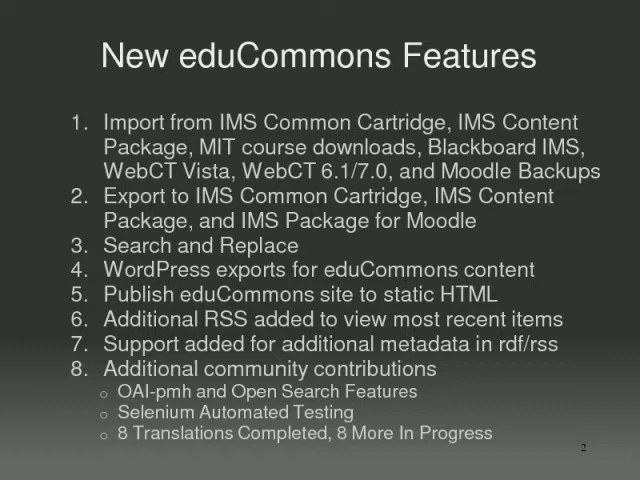 New eduCommons Features
1. Import from IMS Common Cartridge, IMS Content
Package, MIT course downloads, Blackboard IMS,
WebCT Vista, WebCT 6.1/7.0, and Moodle Backups
2. Export to IMS Common Cartridge, IMS Content
Package, and IMS Package for Moodle
3. Search and Replace
4. WordPress exports for eduCommons content
5. Publish eduCommons site to static HTML
6. Additional RSS added to view most recent items
7. Support added for additional metadata in rdf/rss
8. Additional community contributions
o OAI-pmh and Open Search Features
o Selenium Automated Testing
o 8 Translations Completed, 8 More In Progress
2